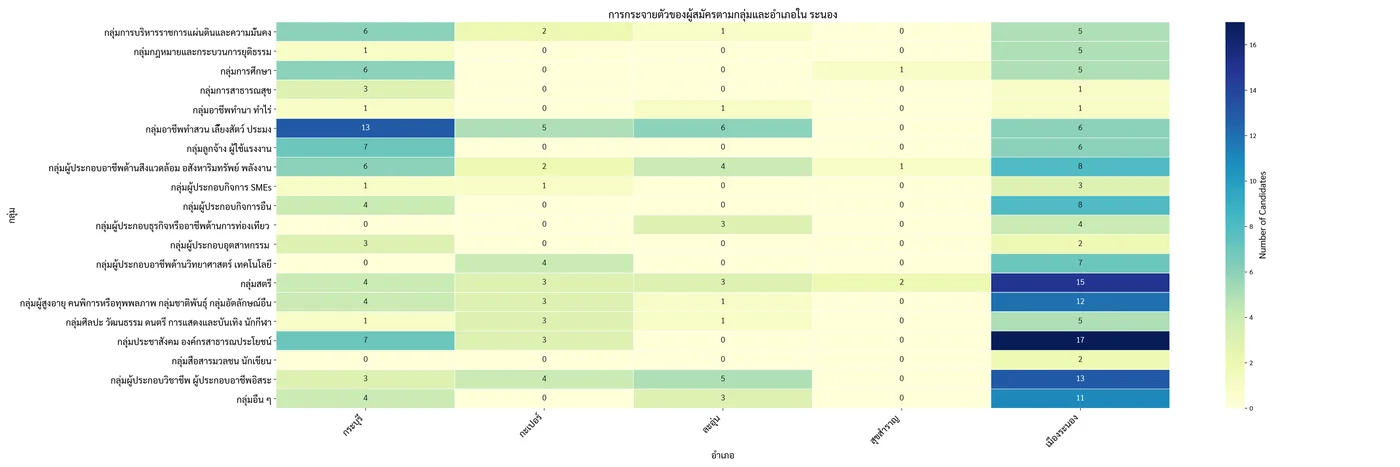 การกระจายตัวของผู้สมัครตามกลุ่มและอำเภอใน ระนอง
กลุ่มการบริหารราชการแผ่นดินและความมั่นคง 6 2 1 0 5
กลุ่มกฎหมายและกระบวนการยุติธรรม 1 0 0 0 5
กลุ่มการศึกษา 6 0 0 1 5
กลุ่มการสาธารณสุข 3 0 0 0 1
กลุ่มอาชีพทำนา ทำไร่ 1 0 1 0 1
กลุ่มอาชีพทำสวน เลี้ยงสัตว์ ประมง 13 5 6 0 6
กลุ่มลูกจ้าง ผู้ใช้แรงงาน 7 0 0 0 6
กลุ่มผู้ประกอบอาชีพด้านสิ่งแวดล้อม อสังหาริมทรัพย์ พลังงาน 6 2 4 1 8
กลุ่มผู้ประกอบกิจการ SMEs 1 1 0 0 3
กลุ่มผู้ประกอบกิจการอื่น 4 0 0 0 8
กลุ่มผู้ประกอบธุรกิจหรืออาชีพด้านการท่องเที่ยว 0 0 3 0 4
กลุ่มผู้ประกอบอุตสาหกรรม 3 0 0 0 2
กลุ่มผู้ประกอบอาชีพด้านวิทยาศาสตร์ เทคโนโลยี 0 4 0 0 7
กลุ่มสตรี 4 3 3 2 15
กลุ่มผู้สูงอายุ คนพิการหรือทุพพลภาพ กลุ่มชาติพันธุ์ กลุ่มอัตลักษณ์อื่น 4 3 1 0 12
กลุ่มศิลปะ วัฒนธรรม ดนตรี การแสดงและบันเทิง นักกีฬา 1 3 1 0 5
กลุ่มประชาสังคม องค์กรสาธารณประโยชน์ 7 3 0 0 17
กลุ่มสื่อสารมวลชน นักเขียน 0 0 0 0 2
กลุ่มผู้ประกอบวิชาชีพ ผู้ประกอบอาชีพอิสระ 3 4 5 0 13
กลุ่มอื่น ๆ 4 0 3 0 11
กลุ่ม
กระบุรี กะเปอร์ ละอุ่น สุขสำราญ เมืองระนอง
อำเภอ
16
14
12
10
8
6
4
2
0
Number of Candidates